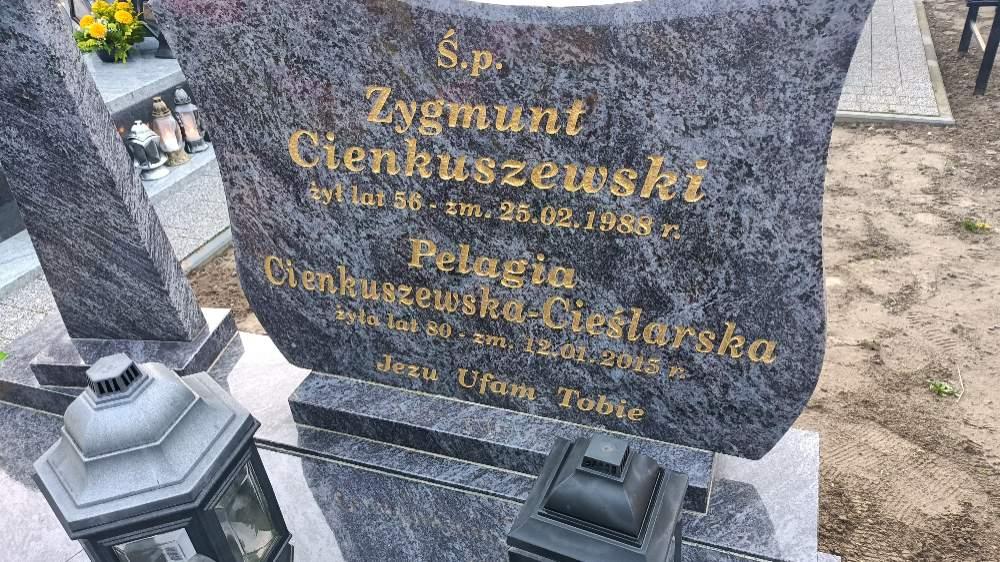 Ś.p.
Zygmunt
Cienkuszewski
żył lat 56 - zm. 25.02.1988 r.
Pelagia
Cienkuszewska-Cieślarska
żyła lat 80 - zm. 12.01.2015 r.
Jezu Ufam Tobie